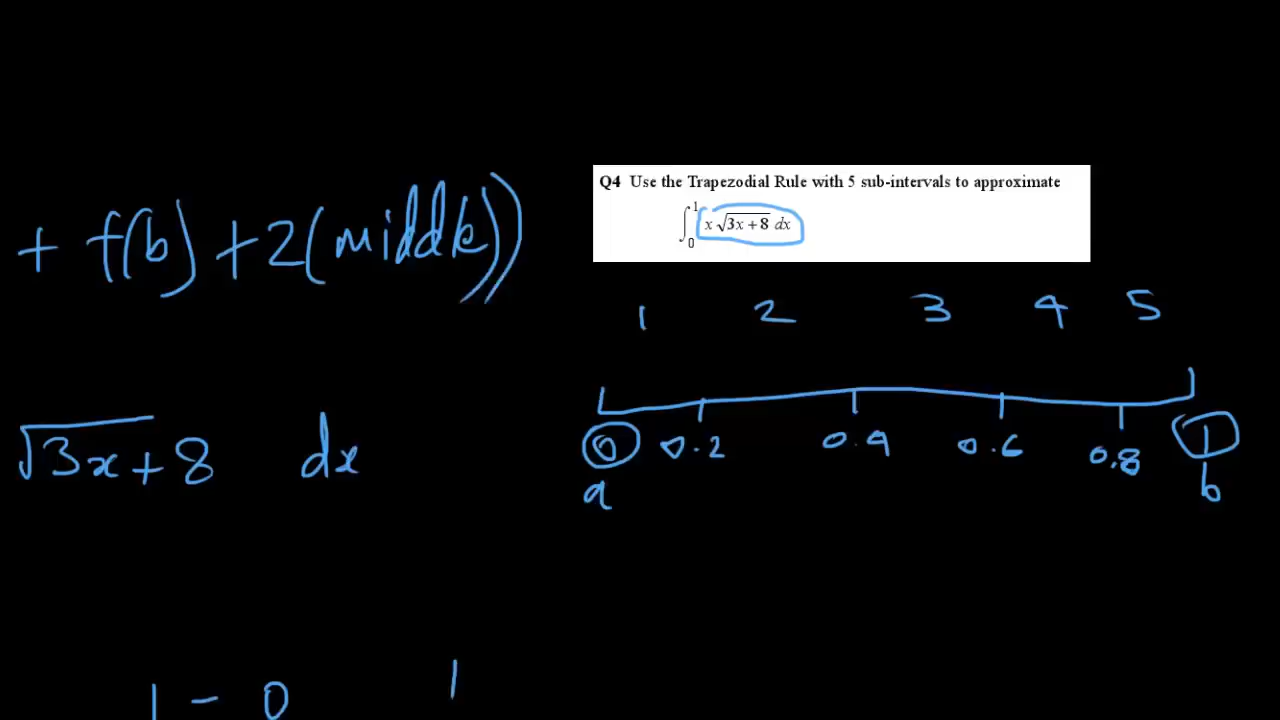 Q4 Use the Trapezodial Rule with 5 sub-intervals to approximate
∫₀¹ x √3x + 8 dx
+ f(b) + 2(middle))
1 2 3 4 5
√3x + 8 dx
0 0.2 0.4 0.6 0.8 1
a b
1 - 0 1